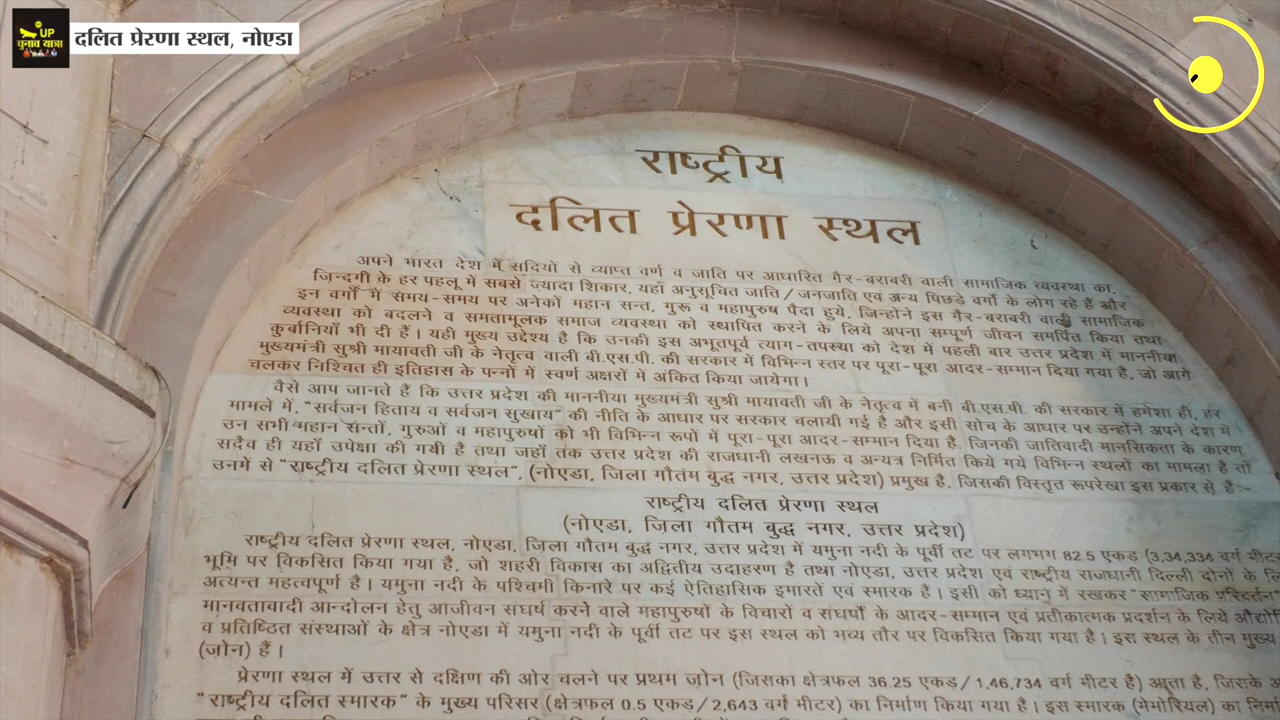 UP
चुनाव यात्रा
दलित प्रेरणा स्थल, नोएडा
राष्ट्रीय
दलित प्रेरणा स्थल
अपने भारत देश में सदियों से व्याप्त वर्ण व जाति पर आधारित गैर-बराबरी वाली सामाजिक व्यवस्था का,
जिन्दगी के हर पहलू में सबसे ज्यादा शिकार, यहाँ अनुसूचित जाति/जनजाति एवं अन्य पिछड़े वर्गों के लोग रहे हैं और
इन वर्गों में समय-समय पर अनेकों महान सन्त, गुरू व महापुरुष पैदा हुये, जिन्होंने इस गैर-बराबरी वाली सामाजिक
व्यवस्था को बदलने व समतामूलक समाज व्यवस्था को स्थापित करने के लिये अपना सम्पूर्ण जीवन समर्पित किया तथा
कुर्बानियाँ भी दी हैं। यही मुख्य उद्देश्य है कि उनकी इस अभूतपूर्व त्याग-तपस्या को देश में पहली बार उत्तर प्रदेश में माननीया
मुख्यमंत्री सुश्री मायावती जी के नेतृत्व वाली बी.एस.पी. की सरकार में विभिन्न स्तर पर पूरा-पूरा आदर-सम्मान दिया गया है, जो आगे
चलकर निश्चित ही इतिहास के पन्नों में स्वर्ण अक्षरों में अंकित किया जायेगा।
वैसे आप जानते हैं कि उत्तर प्रदेश की माननीया मुख्यमंत्री सुश्री मायावती जी के नेतृत्व में बनी बी.एस.पी. की सरकार में हमेशा ही, हर
मामले में, "सर्वजन हिताय व सर्वजन सुखाय" की नीति के आधार पर सरकार चलायी गई है और इसी सोच के आधार पर उन्होंने अपने देश में
उन सभी महान सन्तों, गुरुओं व महापुरुषों को भी विभिन्न रूपों में पूरा-पूरा आदर-सम्मान दिया है, जिनकी जातिवादी मानसिकता के कारण
सदैव ही यहाँ उपेक्षा की गयी है तथा जहाँ तक उत्तर प्रदेश की राजधानी लखनऊ व अन्यत्र निर्मित किये गये विभिन्न स्थलों का मामला है तो
उनमें से "राष्ट्रीय दलित प्रेरणा स्थल", (नोएडा, जिला गौतम बुद्ध नगर, उत्तर प्रदेश) प्रमुख है, जिसकी विस्तृत रूपरेखा इस प्रकार से है:-
राष्ट्रीय दलित प्रेरणा स्थल
(नोएडा, जिला गौतम बुद्ध नगर, उत्तर प्रदेश)
राष्ट्रीय दलित प्रेरणा स्थल, नोएडा, जिला गौतम बुद्ध नगर, उत्तर प्रदेश में यमुना नदी के पूर्वी तट पर लगभग 82.5 एकड़ (3,34,334 वर्ग मीटर
भूमि पर विकसित किया गया है, जो शहरी विकास का अद्वितीय उदाहरण है तथा नोएडा, उत्तर प्रदेश एवं राष्ट्रीय राजधानी दिल्ली दोनों के
अत्यन्त महत्वपूर्ण है। यमुना नदी के पश्चिमी किनारे पर कई ऐतिहासिक इमारतें एवं स्मारक हैं। इसी को ध्यान में रखकर "सामाजिक परिवर्तन"
मानवतावादी आन्दोलन हेतु आजीवन संघर्ष करने वाले महापुरुषों के विचारों व संघर्षों के आदर-सम्मान एवं प्रतीकात्मक प्रदर्शन के लिये
व प्रतिष्ठित संस्थाओं के क्षेत्र नोएडा में यमुना नदी के पूर्वी तट पर इस स्थल को भव्य तौर पर विकसित किया गया है। इस स्थल के तीन मुख्य
(ज़ोन) हैं।
प्रेरणा स्थल में उत्तर से दक्षिण की ओर चलने पर प्रथम ज़ोन (जिसका क्षेत्रफल 36.25 एकड़/1,46,734 वर्ग मीटर है) आता है, जिसके
"राष्ट्रीय दलित स्मारक" के मुख्य परिसर (क्षेत्रफल 0.5 एकड़/2,643 वर्ग मीटर) का निर्माण किया गया है। इस स्मारक (मेमोरियल) का